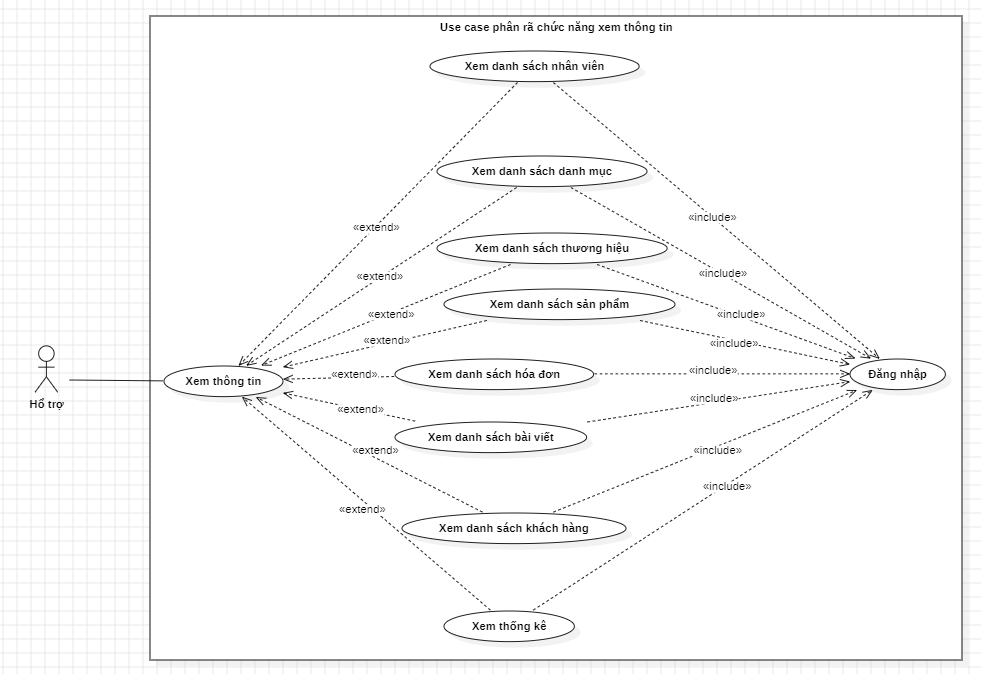 Use case phân rã chức năng xem thông tin
Xem danh sách nhân viên
Xem danh sách danh mục
«include»
«extend»
Xem danh sách thương hiệu
«include»
«extend»
Xem danh sách sản phẩm
«extend»
«include»
«extend»
«include»
Xem danh sách hóa đơn
«include»
«extend»
Đăng nhập
Xem thông tin
Hổ trợ
«include»
«extend»
Xem danh sách bài viết
«extend»
«include»
«include»
«extend»
Xem danh sách khách hàng
Xem thống kê